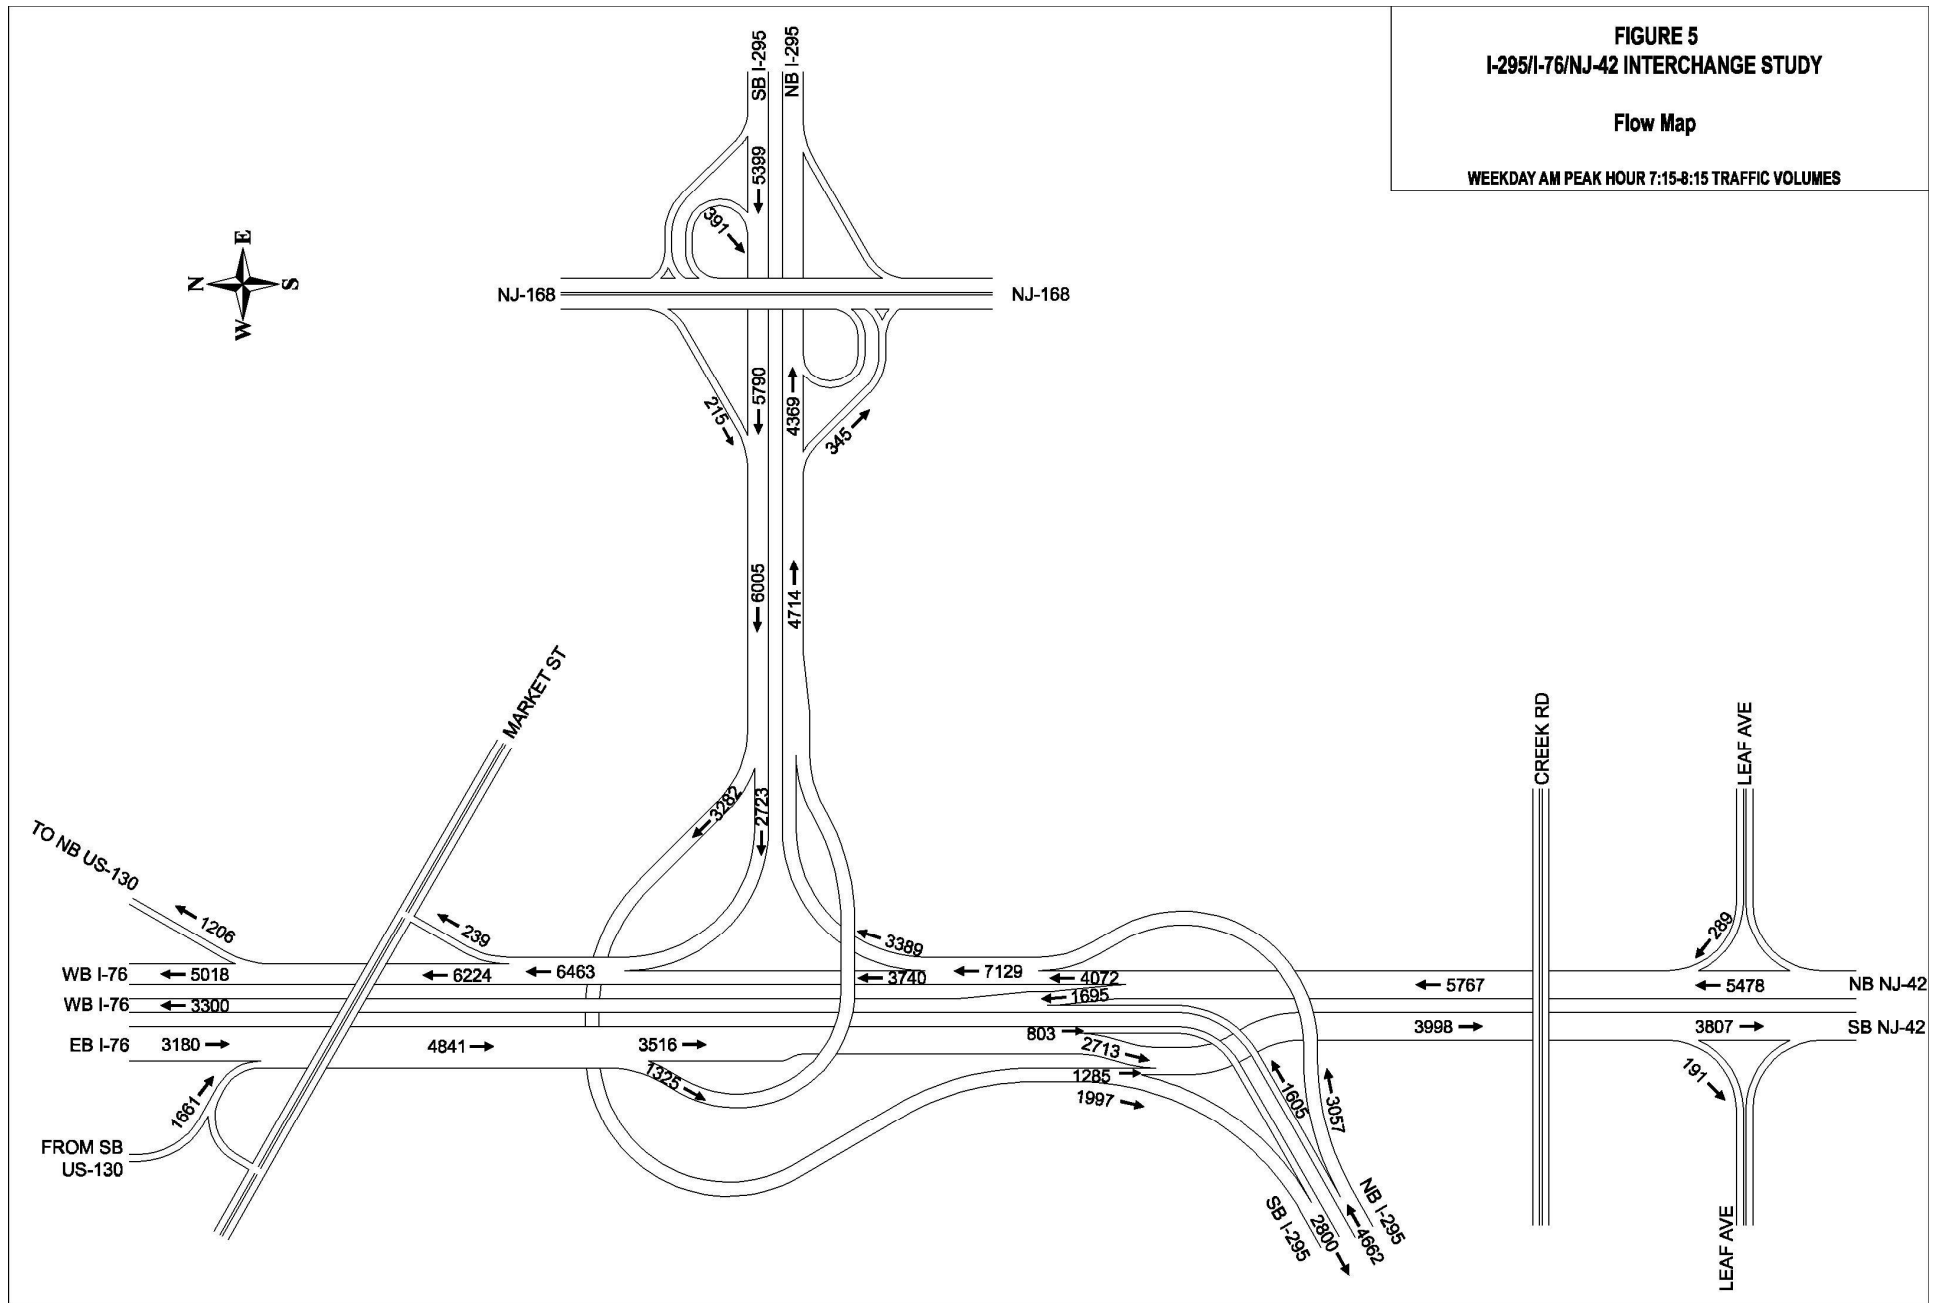 FIGURE 5
I-295/I-76/NJ-42 INTERCHANGE STUDY
Flow Map
WEEKDAY AM PEAK HOUR 7:15-8:15 TRAFFIC VOLUMES
SB I-295
NB I-295
5399
391
E
N
S
W
NJ-168
NJ-168
5790
4369
215
345
6005
4714
MARKET ST
CREEK RD
LEAF AVE
3282
2723
TO NB US-130
1206
239
3389
289
WB I-76
5018
6224
6463
3740
7129
4072
5767
5478
NB NJ-42
WB I-76
3300
1695
EB I-76
3180
4841
3516
803
3998
3807
SB NJ-42
2713
1325
1285
1997
1661
1605
3057
191
FROM SB
US-130
SB I-295
2800
4662
NB I-295
LEAF AVE